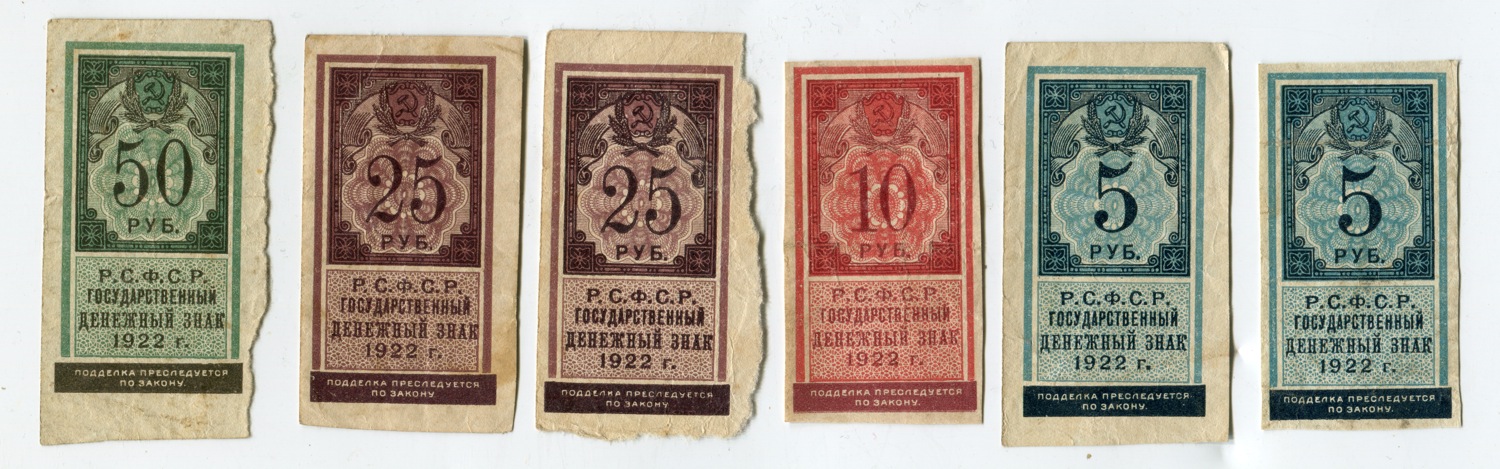 50
РУБ.
Р.С.Ф.С.Р.
ГОСУДАРСТВЕННЫЙ
ДЕНЕЖНЫЙ ЗНАК
1922 г.
ПОДДЕЛКА ПРЕСЛЕДУЕТСЯ
ПО ЗАКОНУ.
25
РУБ.
Р.С.Ф.С.Р.
ГОСУДАРСТВЕННЫЙ
ДЕНЕЖНЫЙ ЗНАК
1922 г.
ПОДДЕЛКА ПРЕСЛЕДУЕТСЯ
ПО ЗАКОНУ.
25
РУБ.
Р.С.Ф.С.Р.
ГОСУДАРСТВЕННЫЙ
ДЕНЕЖНЫЙ ЗНАК
1922 г.
ПОДДЕЛКА ПРЕСЛЕДУЕТСЯ
ПО ЗАКОНУ
10
РУБ.
Р.С.Ф.С.Р.
ГОСУДАРСТВЕННЫЙ
ДЕНЕЖНЫЙ ЗНАК
1922 г.
ПОДДЕЛКА ПРЕСЛЕДУЕТСЯ
ПО ЗАКОНУ.
5
РУБ.
Р.С.Ф.С.Р.
ГОСУДАРСТВЕННЫЙ
ДЕНЕЖНЫЙ ЗНАК
1922 г.
ПОДДЕЛКА ПРЕСЛЕДУЕТСЯ
ПО ЗАКОНУ.
5
РУБ.
Р.С.Ф.С.Р.
ГОСУДАРСТВЕННЫЙ
ДЕНЕЖНЫЙ ЗНАК
1922 г.
ПОДДЕЛКА ПРЕСЛЕДУЕТСЯ
ПО ЗАКОНУ.